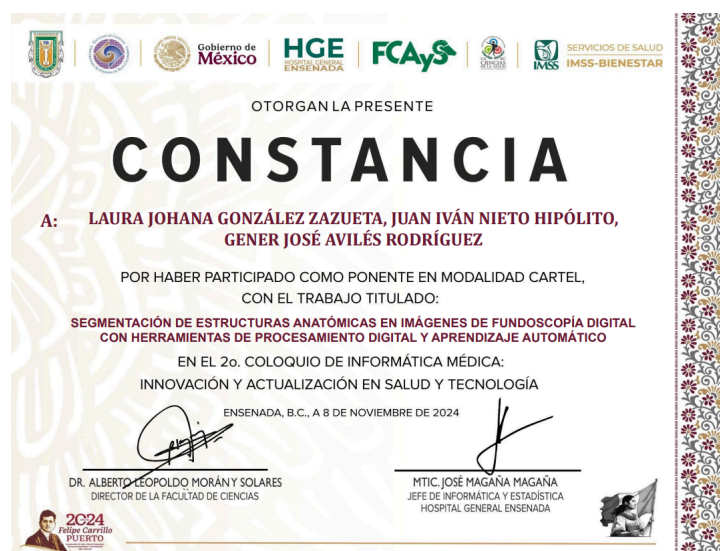 Gobierno de
México
HGE
HOSPITAL GENERAL
ENSENADA
FCAyS
CIENCIAS
DE LA SALUD
IMSS
SERVICIOS DE SALUD
IMSS-BIENESTAR
OTORGAN LA PRESENTE
CONSTANCIA
A: LAURA JOHANA GONZÁLEZ ZAZUETA, JUAN IVÁN NIETO HIPÓLITO,
GENER JOSÉ AVILÉS RODRÍGUEZ
POR HABER PARTICIPADO COMO PONENTE EN MODALIDAD CARTEL,
CON EL TRABAJO TITULADO:
SEGMENTACIÓN DE ESTRUCTURAS ANATÓMICAS EN IMÁGENES DE FUNDOSCOPÍA DIGITAL
CON HERRAMIENTAS DE PROCESAMIENTO DIGITAL Y APRENDIZAJE AUTOMÁTICO
EN EL 2o. COLOQUIO DE INFORMÁTICA MÉDICA:
INNOVACIÓN Y ACTUALIZACIÓN EN SALUD Y TECNOLOGÍA
ENSENADA, B.C., A 8 DE NOVIEMBRE DE 2024
DR. ALBERTO LEOPOLDO MORÁN Y SOLARES
DIRECTOR DE LA FACULTAD DE CIENCIAS
MTIC. JOSÉ MAGAÑA MAGAÑA
JEFE DE INFORMÁTICA Y ESTADÍSTICA
HOSPITAL GENERAL ENSENADA
2024
Felipe Carrillo
PUERTO